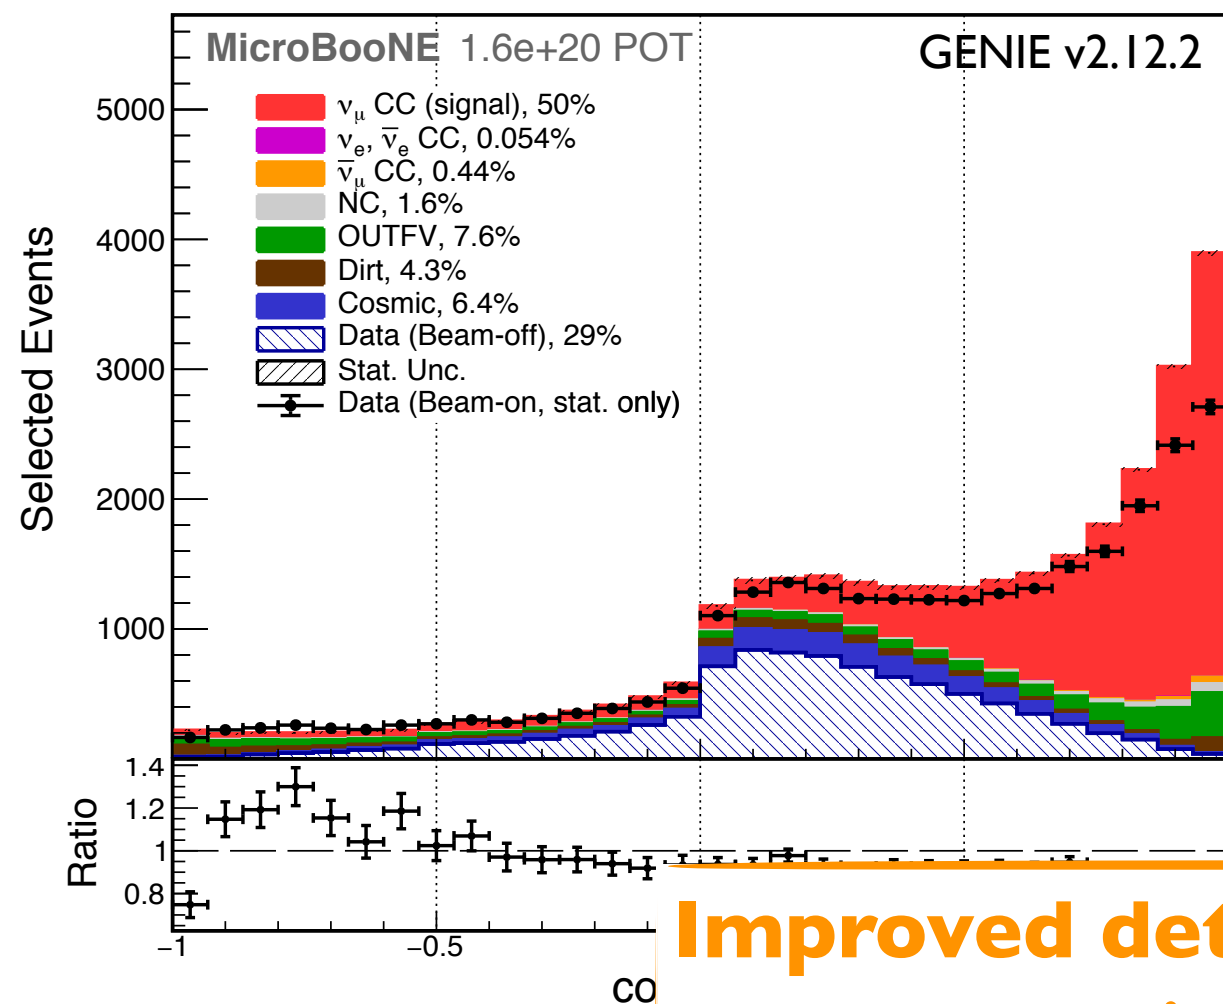 MicroBooNE 1.6e+20 POT
GENIE v2.12.2
ν_μ CC (signal), 50%
ν_e, ν̅_e CC, 0.054%
ν̅_μ CC, 0.44%
NC, 1.6%
OUTFV, 7.6%
Dirt, 4.3%
Cosmic, 6.4%
Data (Beam-off), 29%
Stat. Unc.
Data (Beam-on, stat. only)
Selected Events
5000
4000
3000
2000
1000
Ratio
1.4
1.2
1
0.8
−1
−0.5
co
Improved det